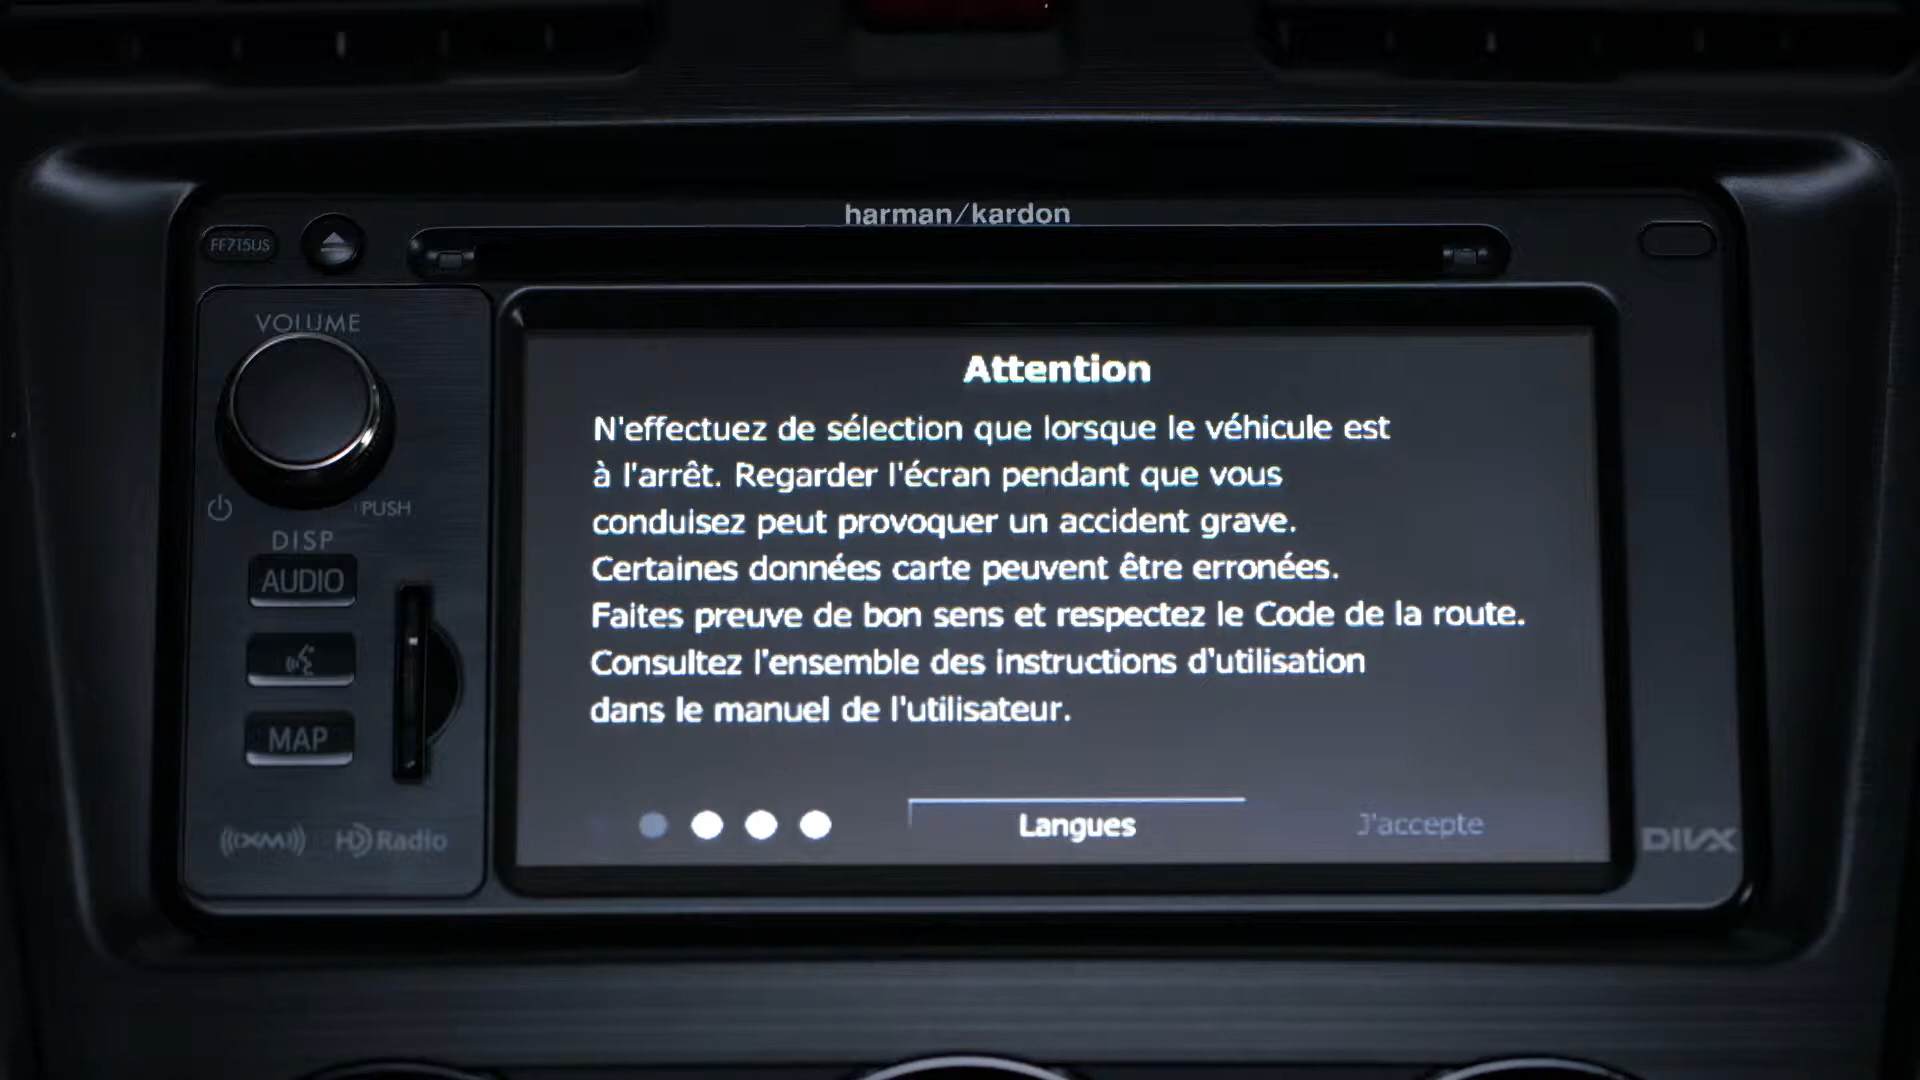 harman/kardon
FF715US
VOLUME
PUSH
DISP
AUDIO
MAP
((XM))
HD Radio
Attention
N'effectuez de sélection que lorsque le véhicule est
à l'arrêt. Regarder l'écran pendant que vous
conduisez peut provoquer un accident grave.
Certaines données carte peuvent être erronées.
Faites preuve de bon sens et respectez le Code de la route.
Consultez l'ensemble des instructions d'utilisation
dans le manuel de l'utilisateur.
Langues
J'accepte
DIVX